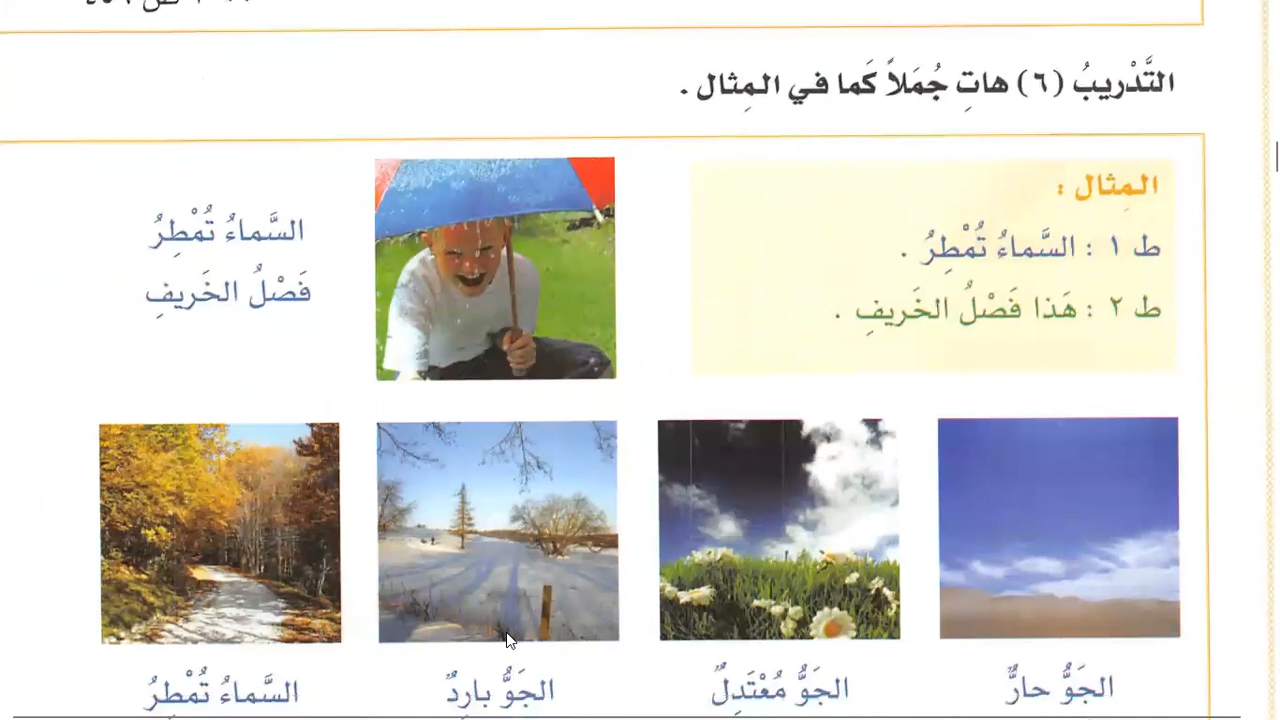 التَّدْرِيبُ (٦) هاتِ جُمَلاً كَما في المِثال .
المِثال :
ط ١ : السَّماءُ تُمْطِرُ .
ط ٢ : هَذا فَصْلُ الخَريفِ .
السَّماءُ تُمْطِرُ
فَصْلُ الخَريفِ
الجَوُّ حارٌّ
الجَوُّ مُعْتَدِلٌ
الجَوُّ بارِدٌ
السَّماءُ تُمْطِرُ